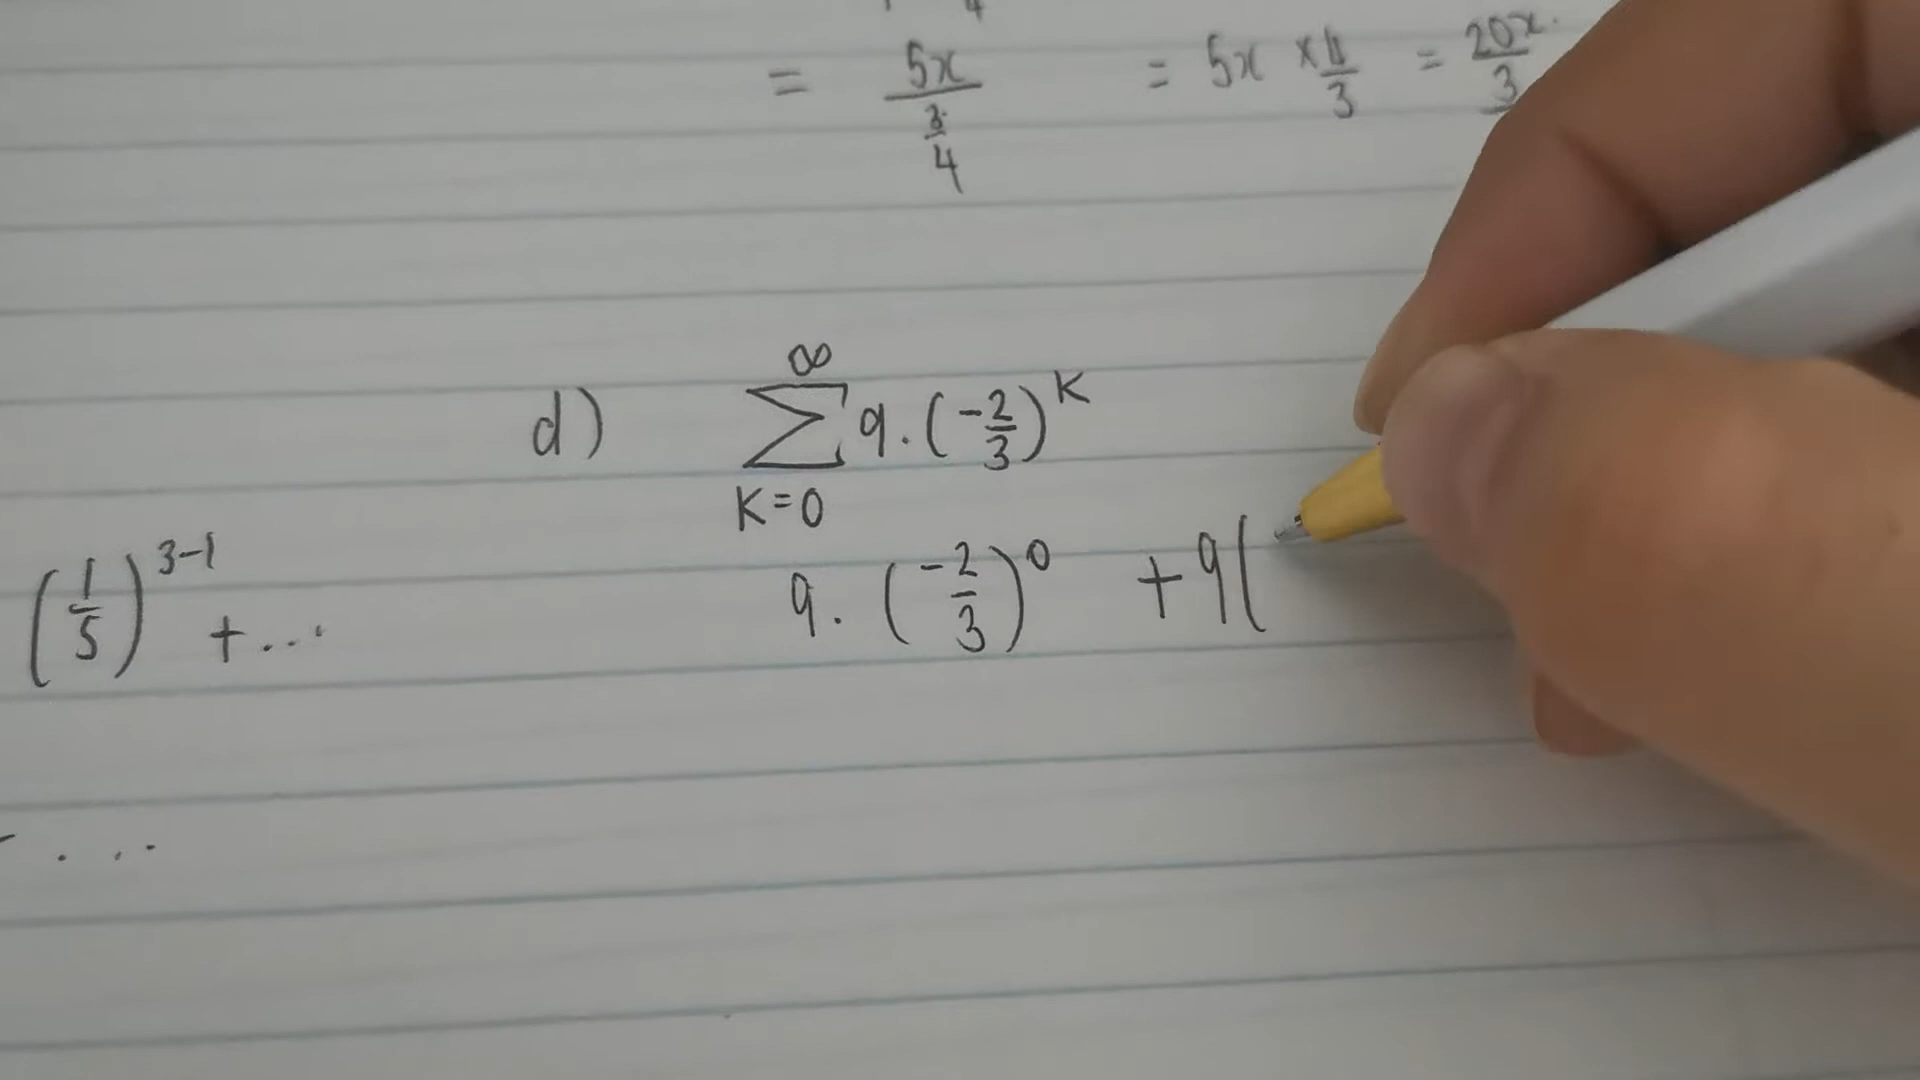 = 5x / 3/4 = 5x × 4/3 = 20x/3
d) ∞ Σ K=0 9.(-2/3)^K
(1/5)^3-1 + ...
9.(-2/3)^0 + 9(
...